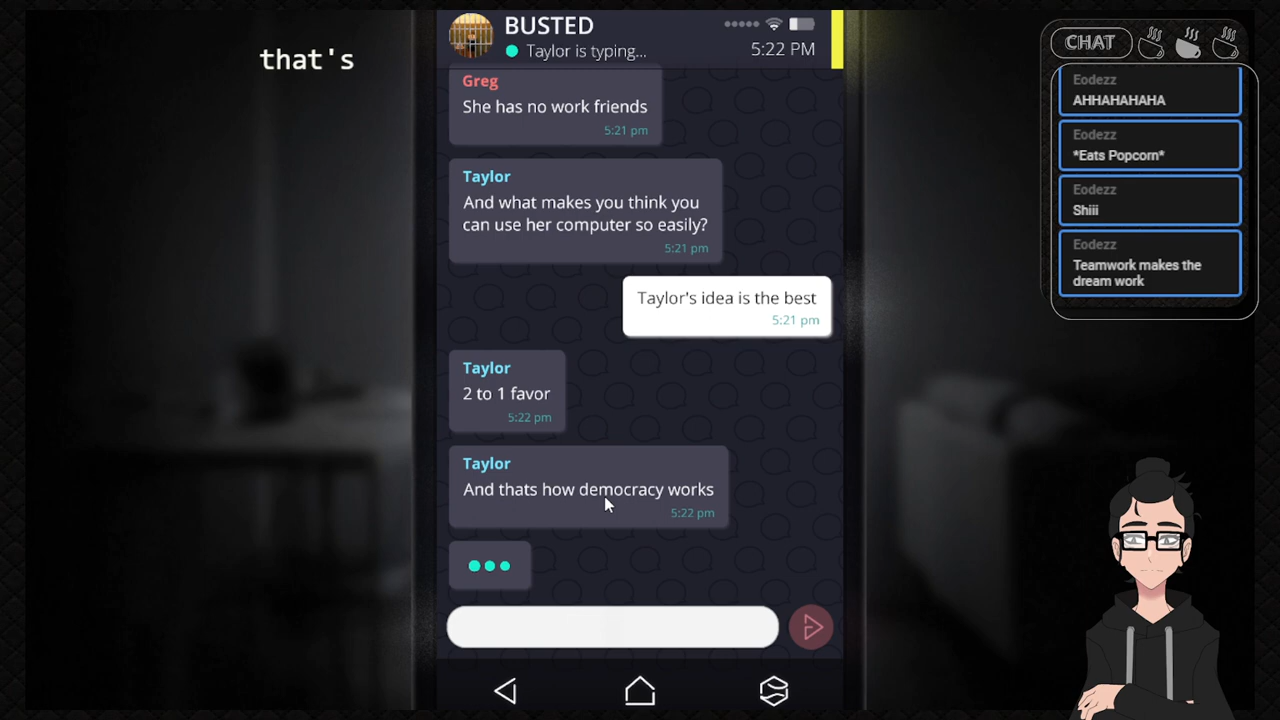 that's
BUSTED
Taylor is typing...
5:22 PM
Greg
She has no work friends
5:21 pm
Taylor
And what makes you think you
can use her computer so easily?
5:21 pm
Taylor's idea is the best
5:21 pm
Taylor
2 to 1 favor
5:22 pm
Taylor
And thats how democracy works
5:22 pm
CHAT
Eodezz
AHHAHAHAHA
Eodezz
*Eats Popcorn*
Eodezz
Shiii
Eodezz
Teamwork makes the
dream work